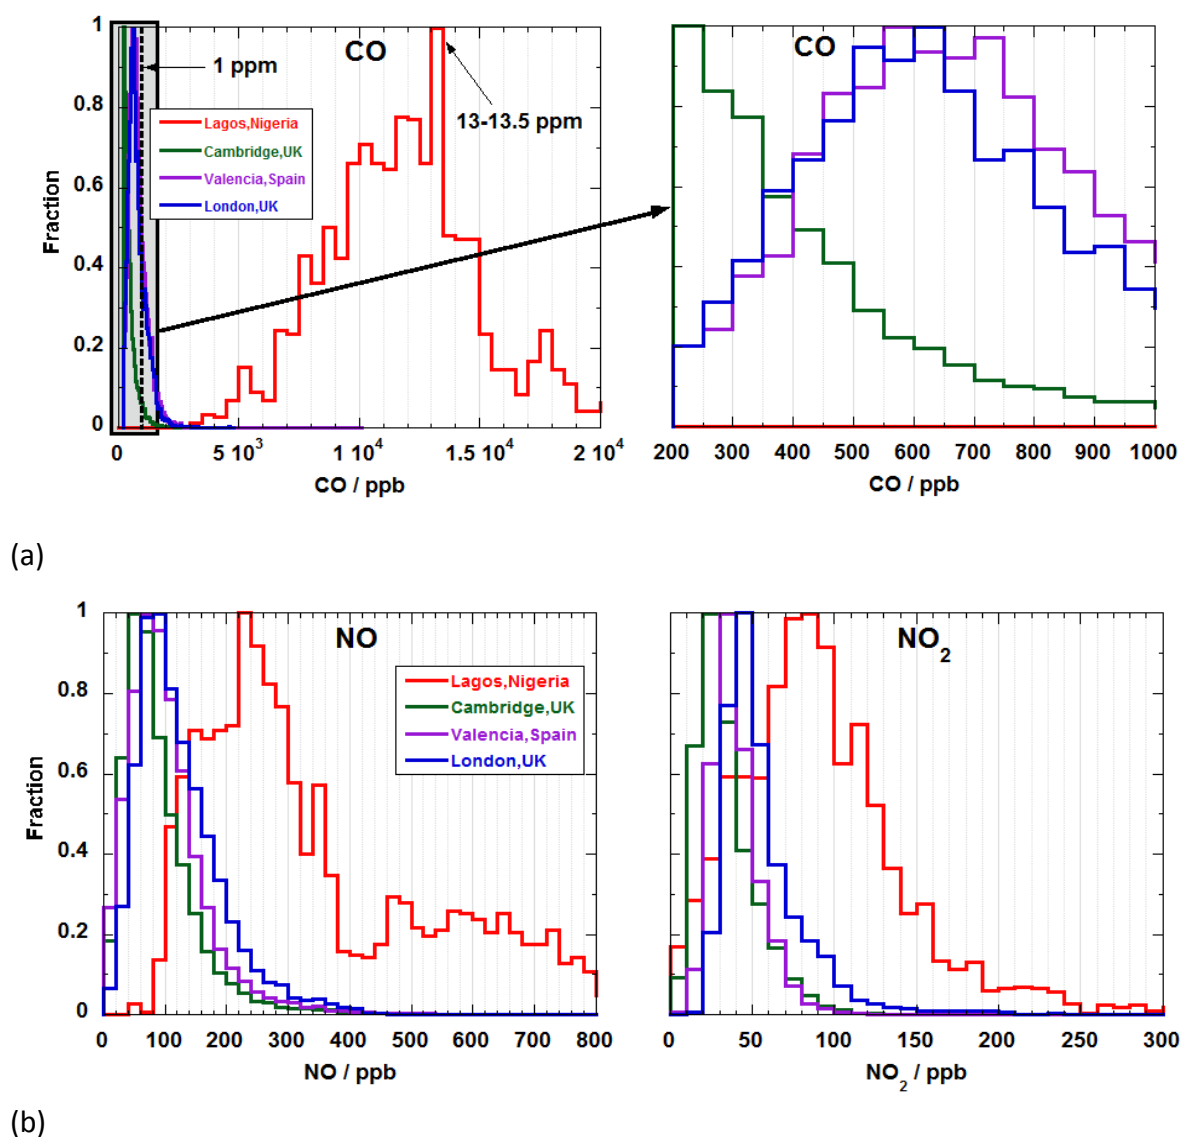 CO
1 ppm
13-13.5 ppm
Lagos,Nigeria
Cambridge,UK
Valencia,Spain
London,UK
Fraction
1
0.8
0.6
0.4
0.2
0
0 5 10³ 1 10⁴ 1.5 10⁴ 2 10⁴
CO / ppb
CO
200 300 400 500 600 700 800 900 1000
CO / ppb
(a)
NO
Lagos,Nigeria
Cambridge,UK
Valencia,Spain
London,UK
Fraction
1
0.8
0.6
0.4
0.2
0
0 100 200 300 400 500 600 700 800
NO / ppb
NO₂
0 50 100 150 200 250 300
NO₂ / ppb
(b)